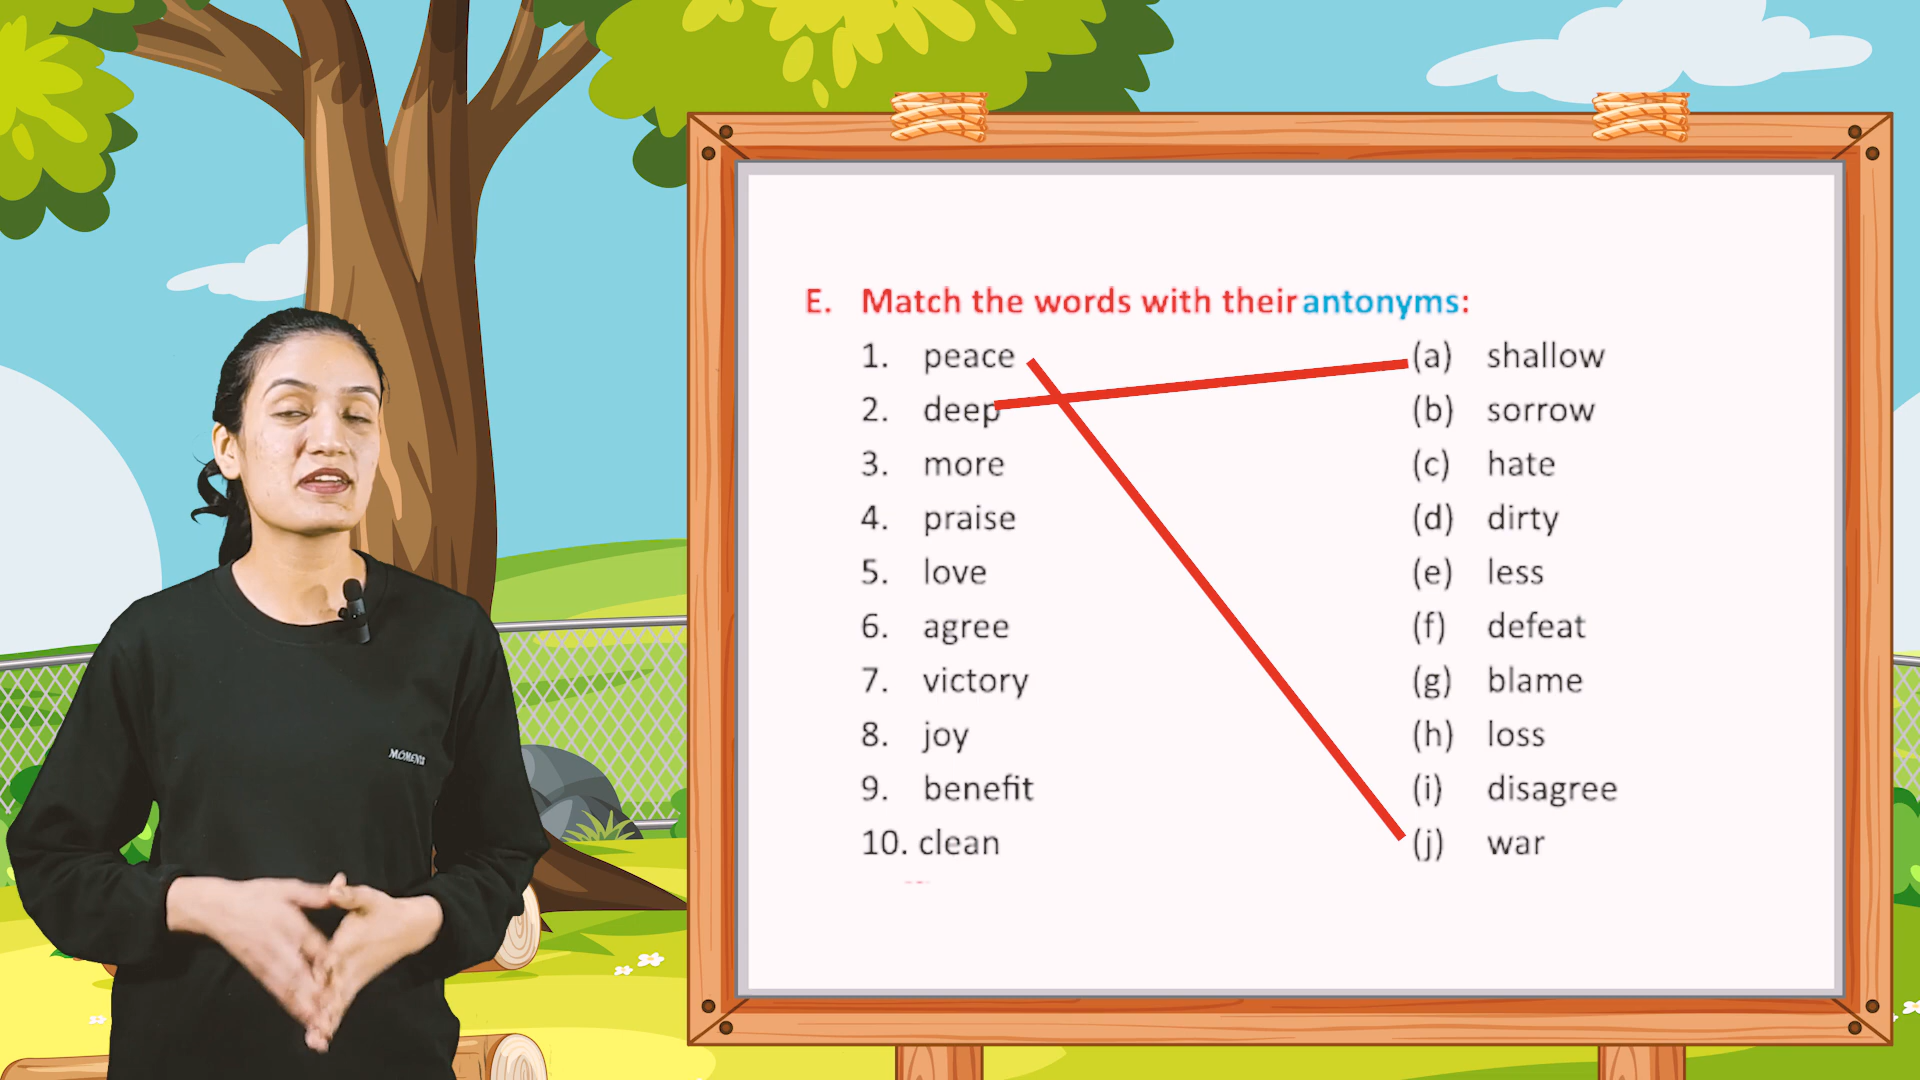 E. Match the words with their antonyms:
1. peace (a) shallow
2. deep (b) sorrow
3. more (c) hate
4. praise (d) dirty
5. love (e) less
6. agree (f) defeat
7. victory (g) blame
8. joy (h) loss
9. benefit (i) disagree
10. clean (j) war